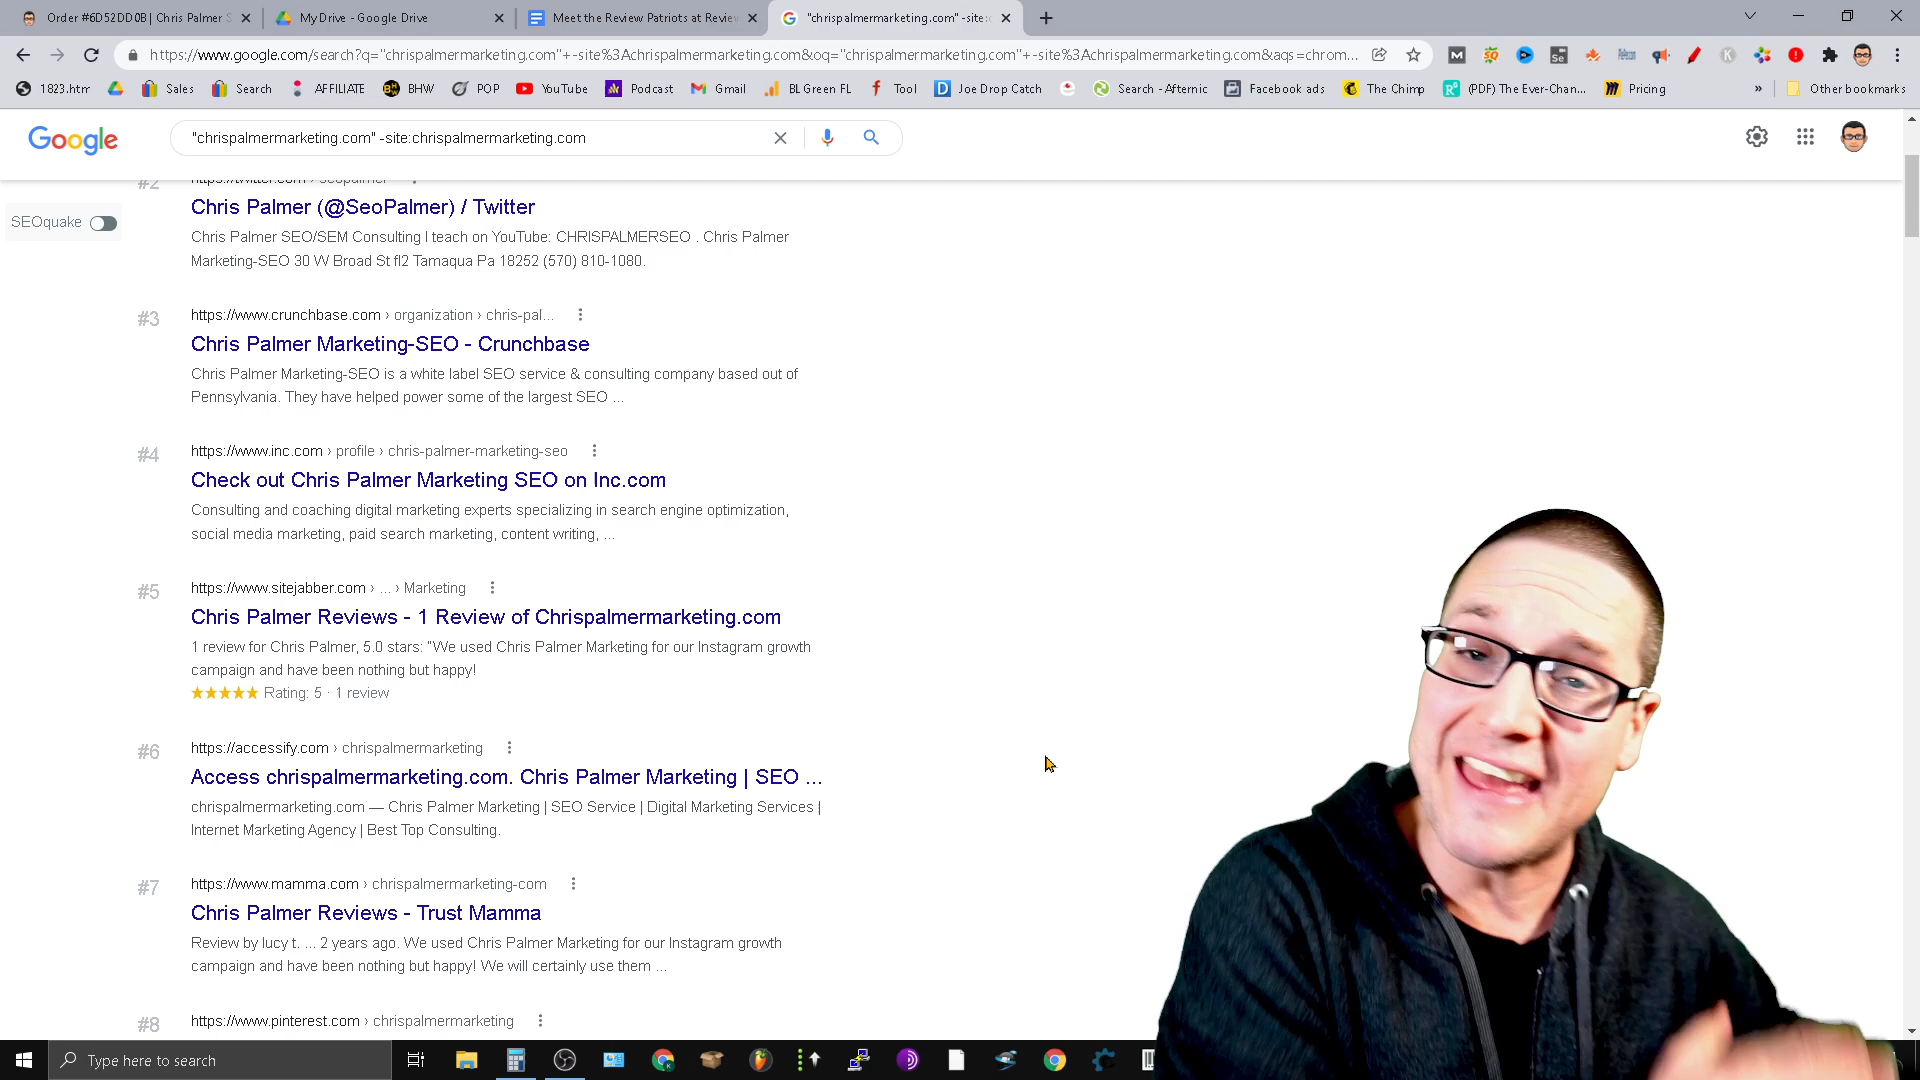 Order #6D52DD0B | Chris Palmer S
My Drive - Google Drive
Meet the Review Patriots at Revie
"chrispalmermarketing.com" -site:c
https://www.google.com/search?q="chrispalmermarketing.com"+-site%3Achrispalmermarketing.com&oq="chrispalmermarketing.com"+-site%3Achrispalmermarketing.com&aqs=chrom...
1823.htm
Sales
Search
AFFILIATE
BHW
POP
YouTube
Podcast
Gmail
BL Green FL
Tool
Joe Drop Catch
Search - Afternic
Facebook ads
The Chimp
(PDF) The Ever-Chan...
Pricing
»
Other bookmarks
Google
"chrispalmermarketing.com" -site:chrispalmermarketing.com
SEOquake
#2
https://twitter.com › seopalmer
Chris Palmer (@SeoPalmer) / Twitter
Chris Palmer SEO/SEM Consulting I teach on YouTube: CHRISPALMERSEO . Chris Palmer
Marketing-SEO 30 W Broad St fl2 Tamaqua Pa 18252 (570) 810-1080.
#3
https://www.crunchbase.com › organization › chris-pal...
Chris Palmer Marketing-SEO - Crunchbase
Chris Palmer Marketing-SEO is a white label SEO service & consulting company based out of
Pennsylvania. They have helped power some of the largest SEO ...
#4
https://www.inc.com › profile › chris-palmer-marketing-seo
Check out Chris Palmer Marketing SEO on Inc.com
Consulting and coaching digital marketing experts specializing in search engine optimization,
social media marketing, paid search marketing, content writing, ...
#5
https://www.sitejabber.com › ... › Marketing
Chris Palmer Reviews - 1 Review of Chrispalmermarketing.com
1 review for Chris Palmer, 5.0 stars: "We used Chris Palmer Marketing for our Instagram growth
campaign and have been nothing but happy!
★★★★★ Rating: 5 · 1 review
#6
https://accessify.com › chrispalmermarketing
Access chrispalmermarketing.com. Chris Palmer Marketing | SEO ...
chrispalmermarketing.com — Chris Palmer Marketing | SEO Service | Digital Marketing Services |
Internet Marketing Agency | Best Top Consulting.
#7
https://www.mamma.com › chrispalmermarketing-com
Chris Palmer Reviews - Trust Mamma
Review by lucy t. ... 2 years ago. We used Chris Palmer Marketing for our Instagram growth
campaign and have been nothing but happy! We will certainly use them ...
#8
https://www.pinterest.com › chrispalmermarketing
Type here to search